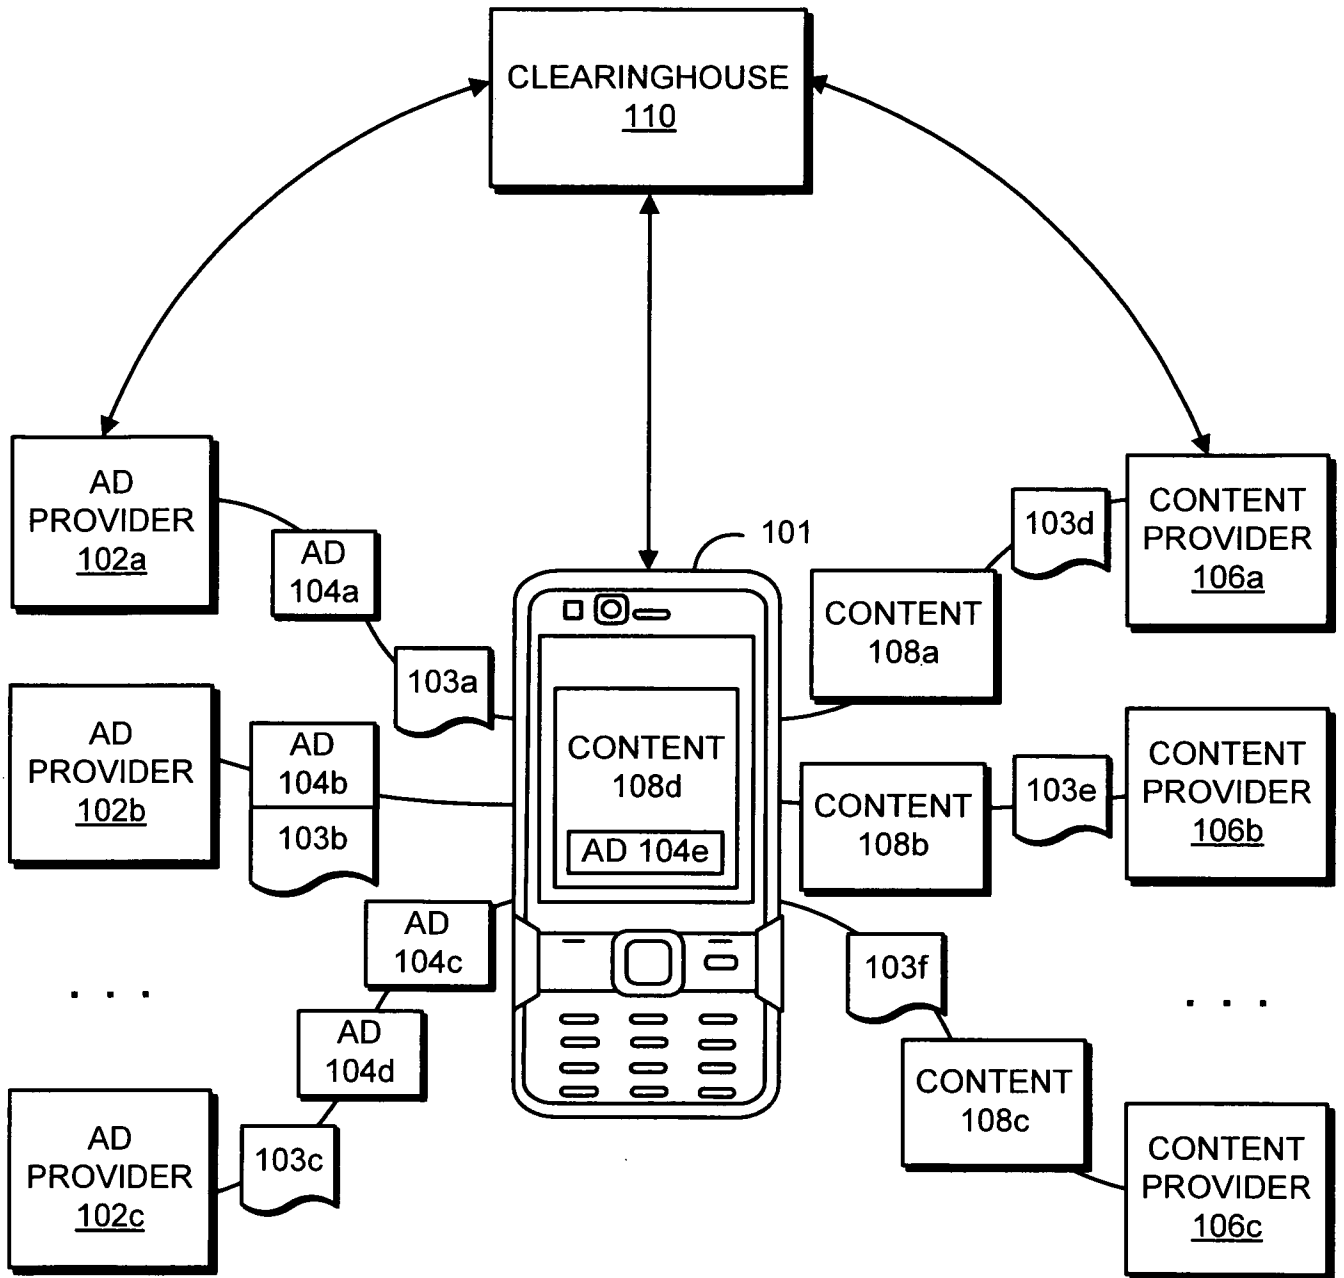 CLEARINGHOUSE
110
AD
PROVIDER
102a
AD
104a
103a
101
103d
CONTENT
PROVIDER
106a
CONTENT
108a
AD
PROVIDER
102b
AD
104b
103b
CONTENT
108d
AD 104e
CONTENT
108b
103e
CONTENT
PROVIDER
106b
AD
104c
AD
104d
. . .
103f
. . .
CONTENT
108c
AD
PROVIDER
102c
103c
CONTENT
PROVIDER
106c